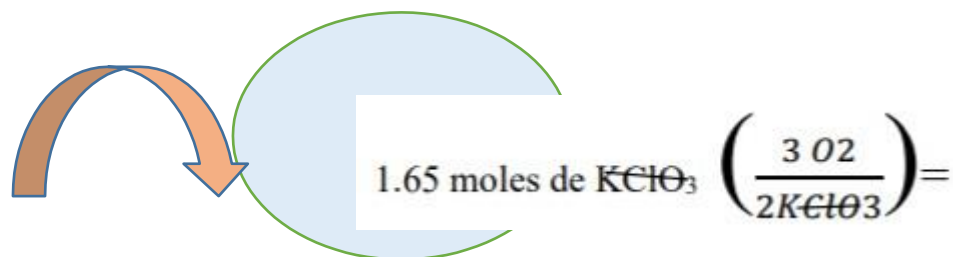 1.65 moles de KClO₃ (3 O2 / 2KClO3) =